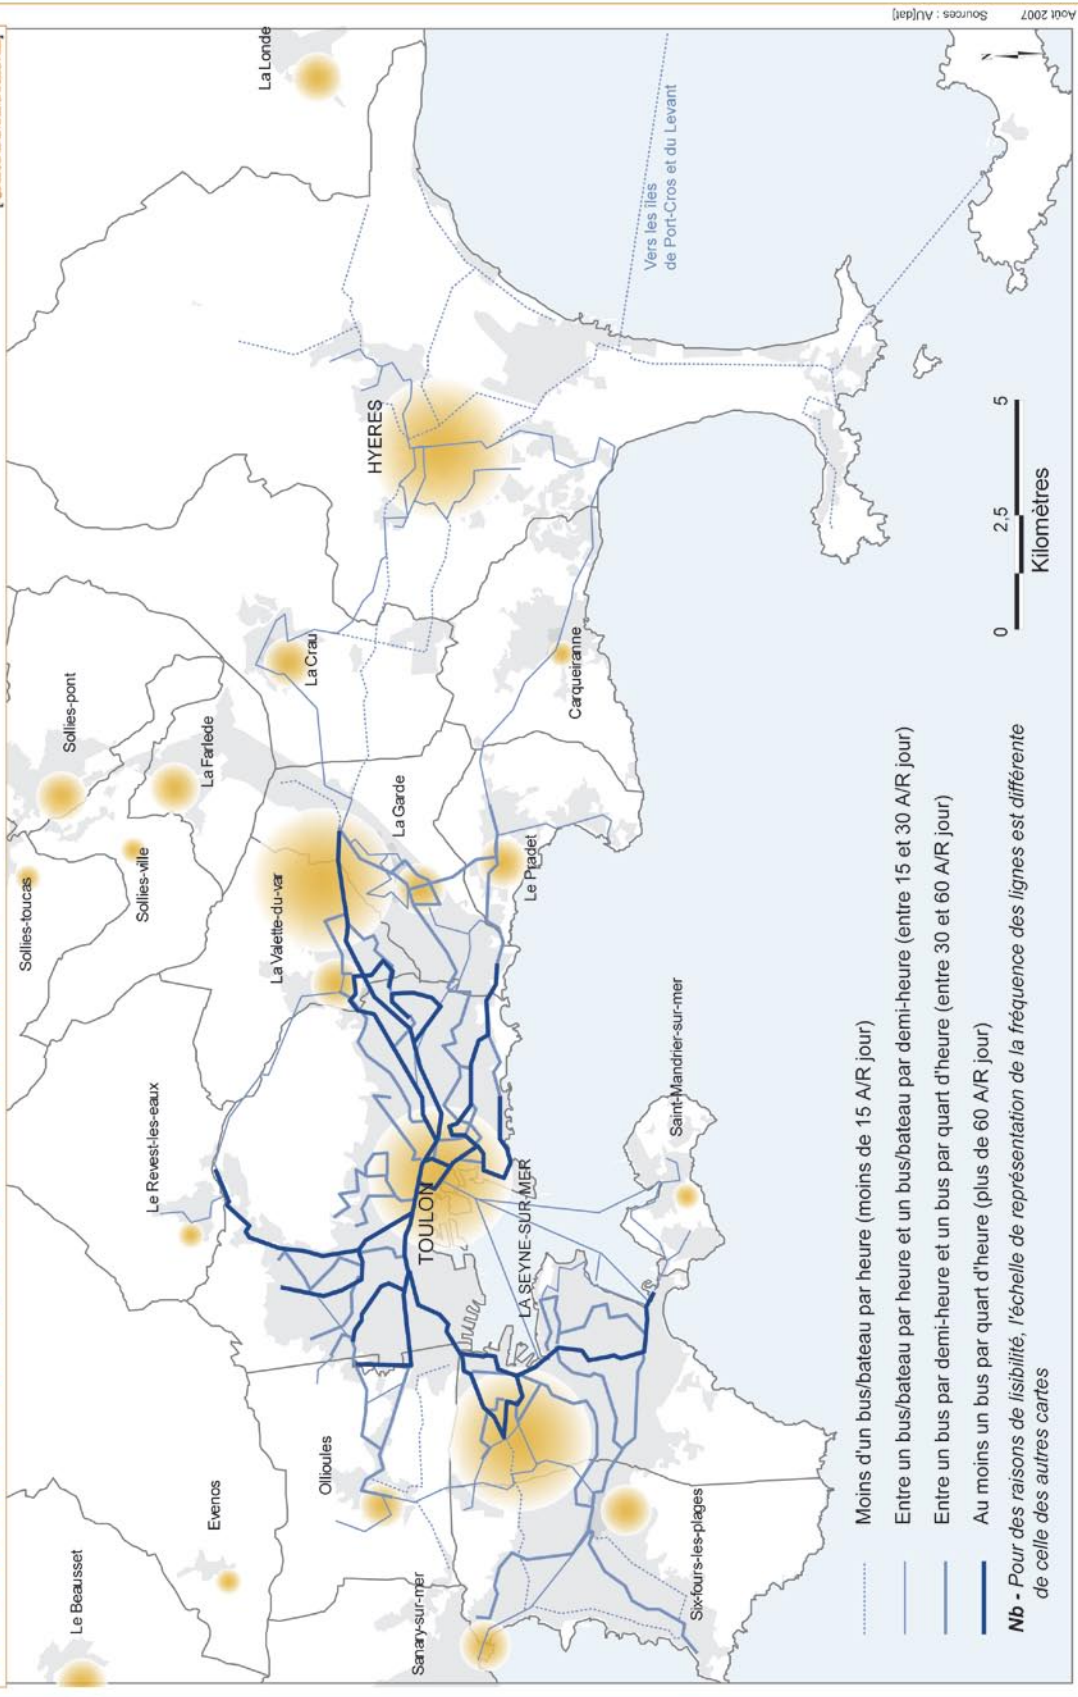 La Londe
Sollies-pont
Sollies-toucas
Sollies-ville
La Farlede
HYERES
La Crau
La Valette-du-var
La Garde
Le Pradet
Carqueiranne
Vers les îles
de Port-Cros et du Levant
Le Revest-les-eaux
TOULON
LA SEYNE-SUR-MER
Saint-Mandrier-sur-mer
Le Beausset
Evenos
Ollioules
Sanary-sur-mer
Six-fours-les-plages
N
0 2,5 5
Kilomètres
Moins d'un bus/bateau par heure (moins de 15 A/R jour)
Entre un bus/bateau par heure et un bus/bateau par demi-heure (entre 15 et 30 A/R jour)
Entre un bus par demi-heure et un bus par quart d'heure (entre 30 et 60 A/R jour)
Au moins un bus par quart d'heure (plus de 60 A/R jour)
Nb - Pour des raisons de lisibilité, l'échelle de représentation de la fréquence des lignes est différente
de celle des autres cartes
Août 2007
Sources : AU[dat]